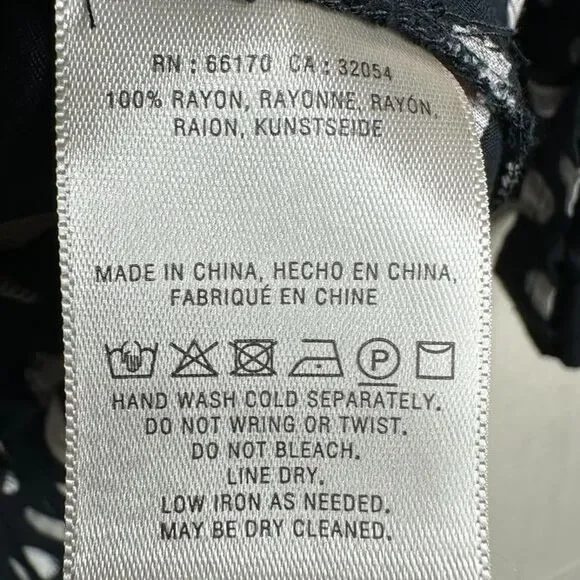 RN : 66170 CA : 32054
100% RAYON, RAYONNE, RAYÓN,
RAION, KUNSTSEIDE
MADE IN CHINA, HECHO EN CHINA,
FABRIQUÉ EN CHINE
P
HAND WASH COLD SEPARATELY.
DO NOT WRING OR TWIST.
DO NOT BLEACH.
LINE DRY.
LOW IRON AS NEEDED.
MAY BE DRY CLEANED.